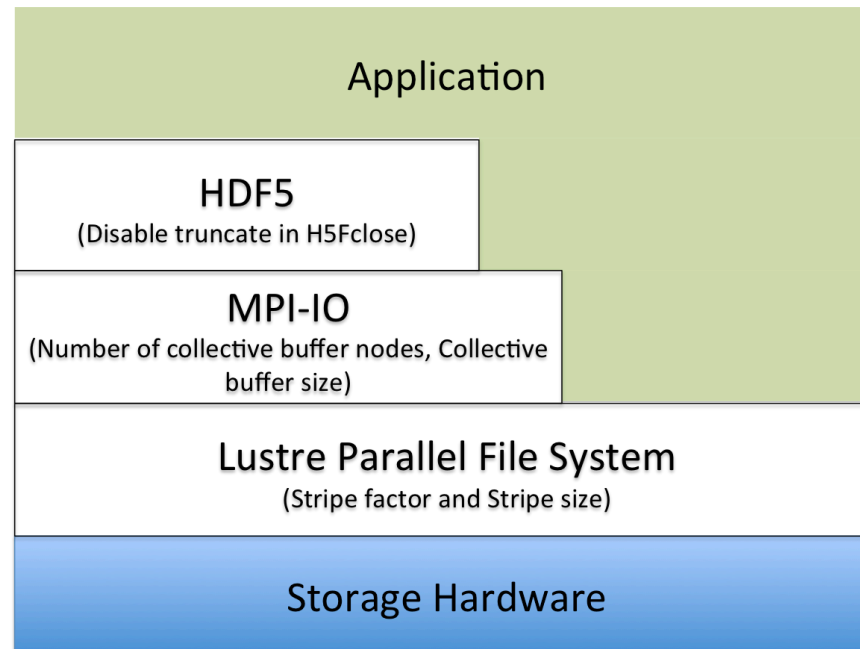 Application
HDF5
(Disable truncate in H5Fclose)
MPI-IO
(Number of collective buffer nodes, Collective
buffer size)
Lustre Parallel File System
(Stripe factor and Stripe size)
Storage Hardware